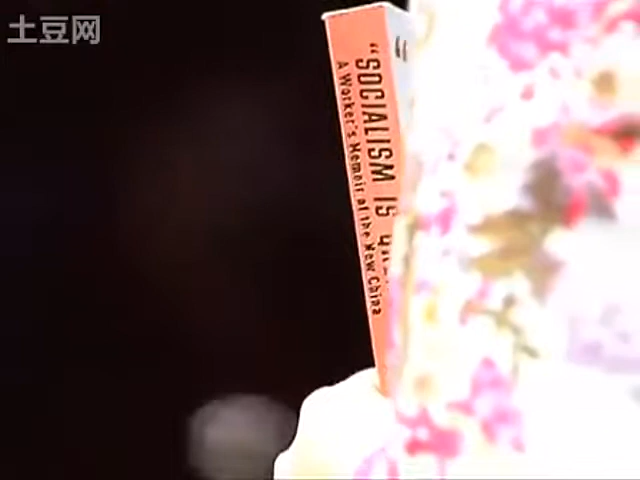 土豆网
"SOCIALISM IS
A Worker's Memoir of the New China